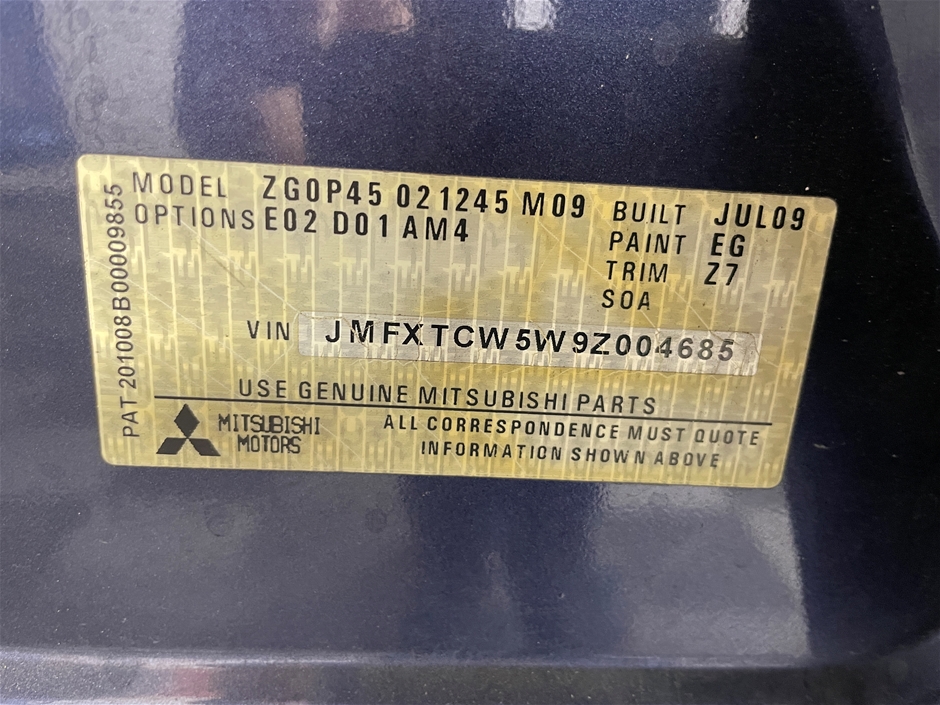 MODEL ZG0P45 021245 M09
OPTIONS E02 D01 AM4
BUILT JUL09
PAINT EG
TRIM Z7
SOA
VIN JMFXTCW5W9Z004685
USE GENUINE MITSUBISHI PARTS
MITSUBISHI
MOTORS
ALL CORRESPONDENCE MUST QUOTE
INFORMATION SHOWN ABOVE
PAT 201008B00009855